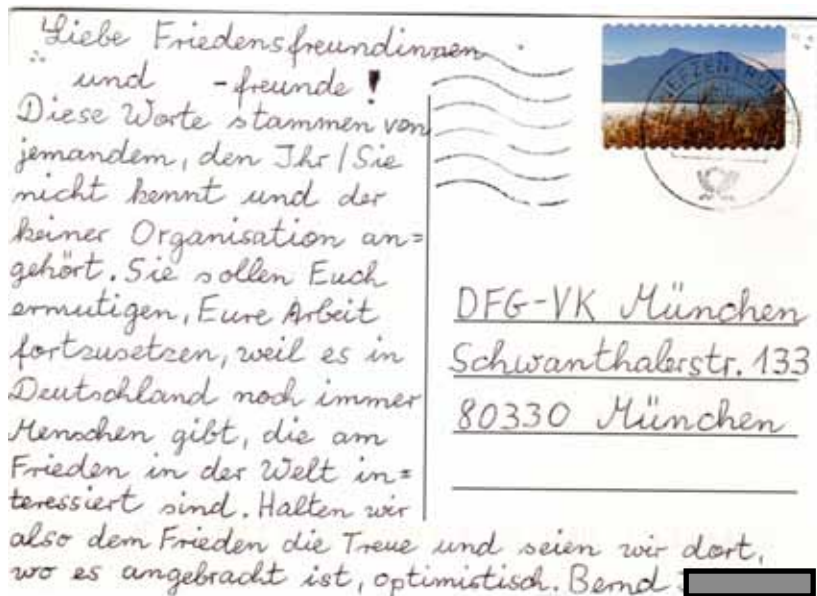 Liebe Friedensfreundinnen
und -freunde!
Diese Worte stammen von
jemandem, den Ihr/Sie
nicht kennt und der
keiner Organisation an=
gehört. Sie sollen Euch
ermutigen, Eure Arbeit
fortzusetzen, weil es in
Deutschland noch immer
Menschen gibt, die am
Frieden in der Welt in=
teressiert sind. Halten wir
also dem Frieden die Treue und seien wir dort,
wo es angebracht ist, optimistisch. Bernd
DFG-VK München
Schwanthalerstr. 133
80330 München